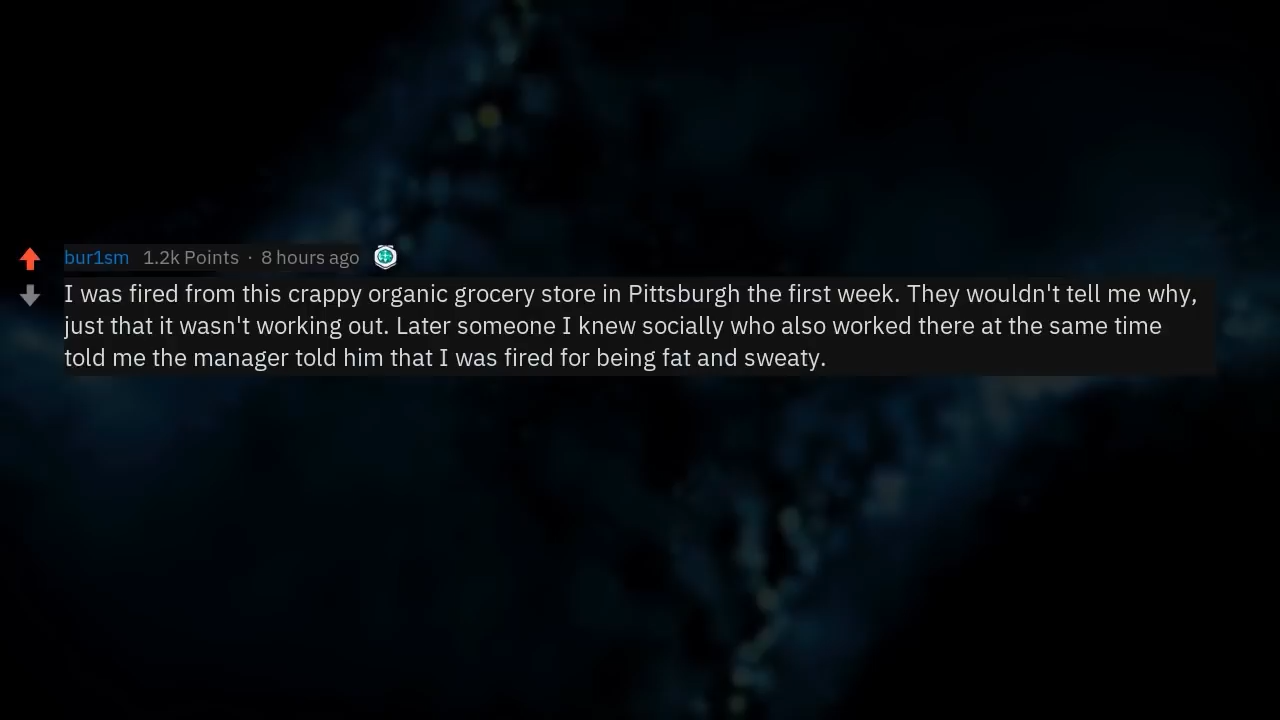 bur1sm 1.2k Points · 8 hours ago
I was fired from this crappy organic grocery store in Pittsburgh the first week. They wouldn't tell me why,
just that it wasn't working out. Later someone I knew socially who also worked there at the same time
told me the manager told him that I was fired for being fat and sweaty.